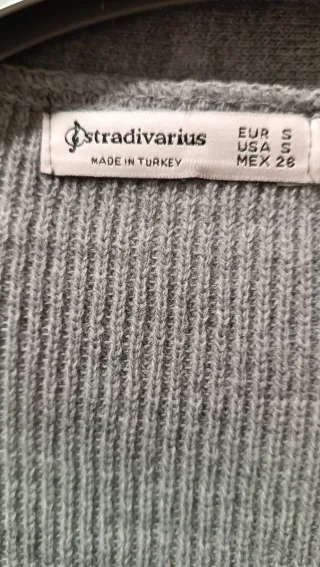 stradivarius
MADE IN TURKEY
EUR S
USA S
MEX 26